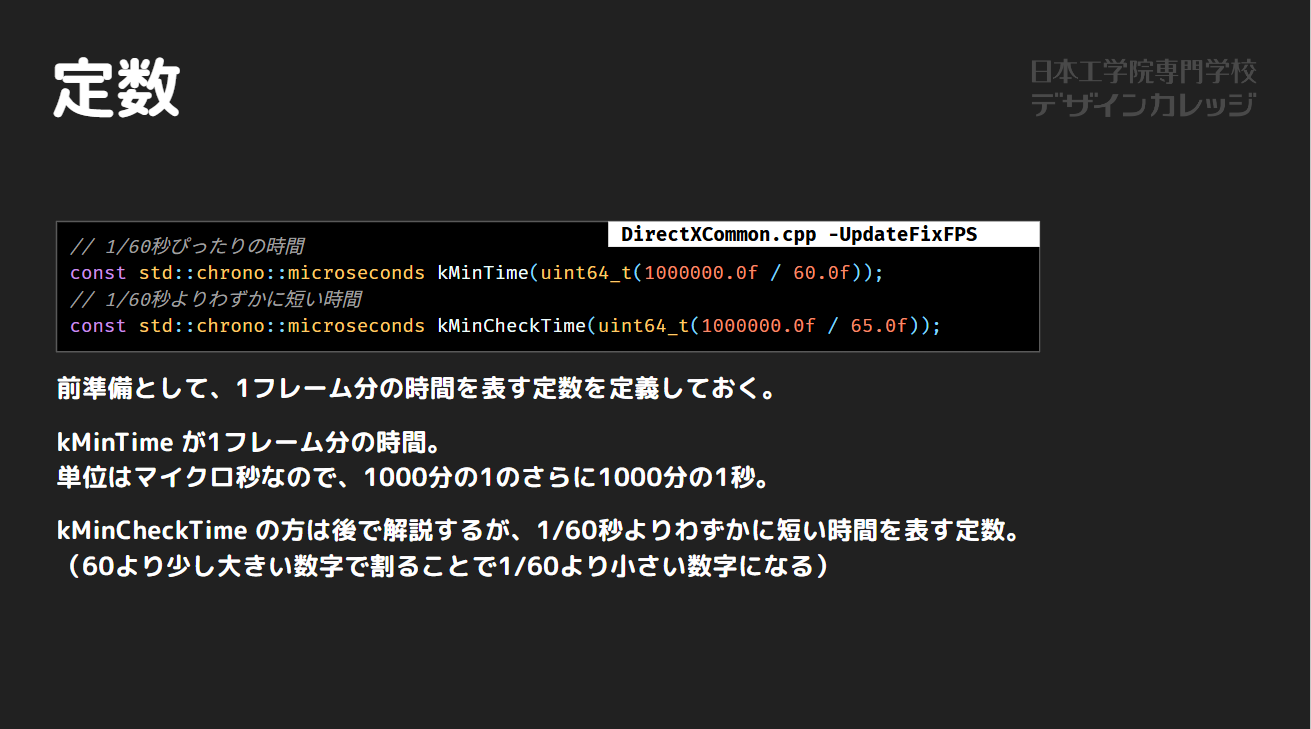 定数
日本工学院専門学校
デザインカレッジ
DirectXCommon.cpp -UpdateFixFPS
// 1/60秒ぴったりの時間
const std::chrono::microseconds kMinTime(uint64_t(1000000.0f / 60.0f));
// 1/60秒よりわずかに短い時間
const std::chrono::microseconds kMinCheckTime(uint64_t(1000000.0f / 65.0f));
前準備として、1フレーム分の時間を表す定数を定義しておく。
kMinTime が1フレーム分の時間。
単位はマイクロ秒なので、1000分の1のさらに1000分の1秒。
kMinCheckTime の方は後で解説するが、1/60秒よりわずかに短い時間を表す定数。
（60より少し大きい数字で割ることで1/60より小さい数字になる）